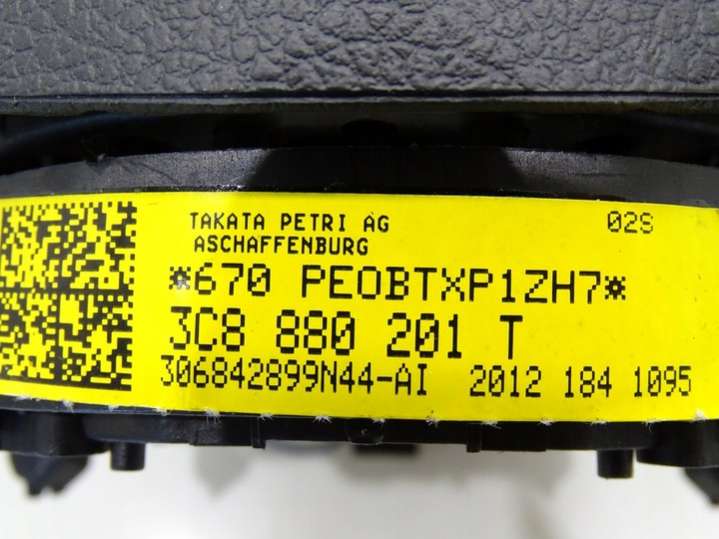 TAKATA PETRI AG 02S
ASCHAFFENBURG
*670 PEOBTXP1ZH7*
3C8 880 201 T
306842899N44-AI 2012 184 1095